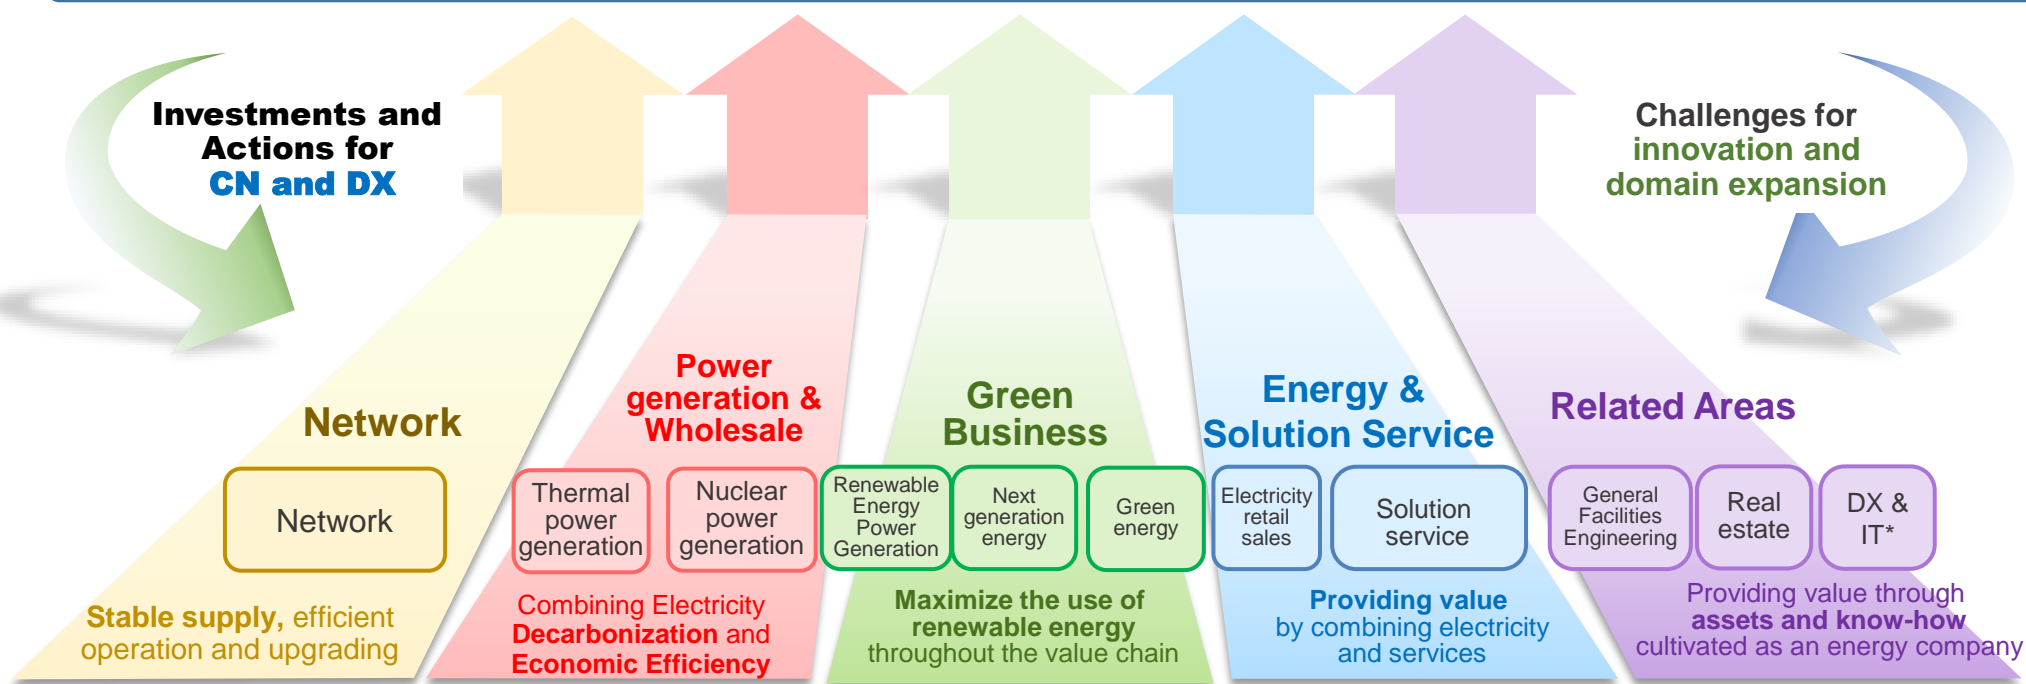 Investments and
Actions for
CN and DX
Challenges for
innovation and
domain expansion
Network
Network
Stable supply, efficient
operation and upgrading
Power
generation &
Wholesale
Thermal
power
generation
Nuclear
power
generation
Combining Electricity
Decarbonization and
Economic Efficiency
Green
Business
Renewable
Energy
Power
Generation
Next
generation
energy
Green
energy
Maximize the use of
renewable energy
throughout the value chain
Energy &
Solution Service
Electricity
retail
sales
Solution
service
Providing value
by combining electricity
and services
Related Areas
General
Facilities
Engineering
Real
estate
DX &
IT*
Providing value through
assets and know-how
cultivated as an energy company